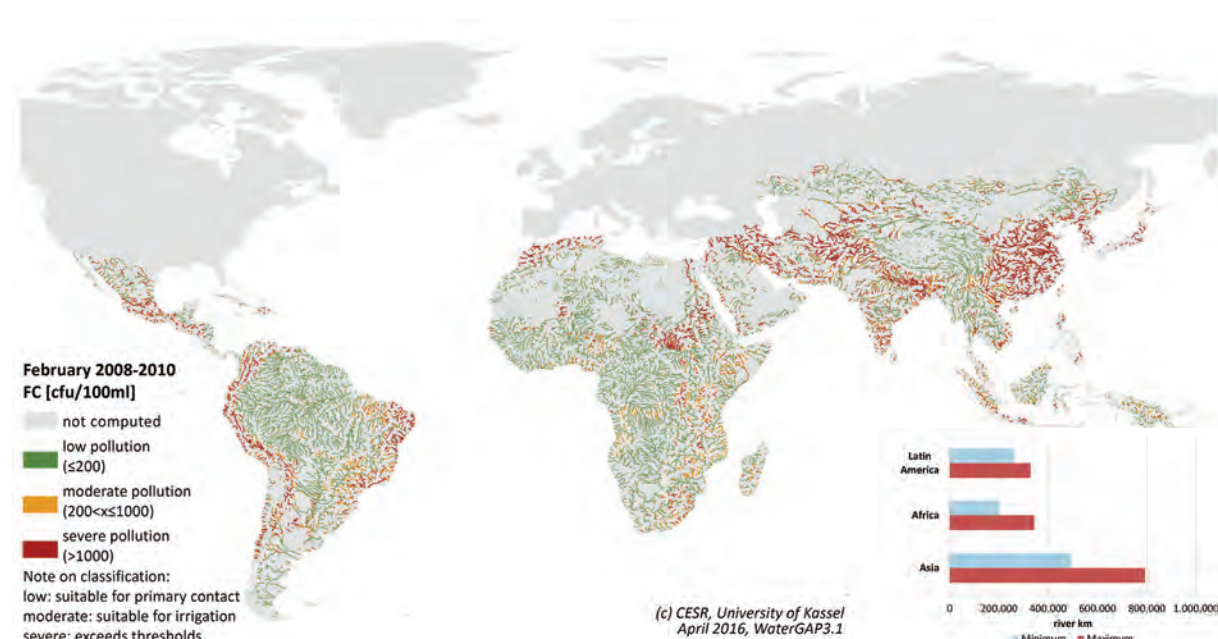 February 2008-2010
FC [cfu/100ml]
not computed
low pollution
(≤200)
moderate pollution
(200<x≤1000)
severe pollution
(>1000)
Note on classification:
low: suitable for primary contact
moderate: suitable for irrigation
severe: exceeds thresholds
(c) CESR, University of Kassel
April 2016, WaterGAP3.1
Latin
America
Africa
Asia
0 200.000 400.000 600.000 800.000 1.000.000
river km
Minimum Maximum